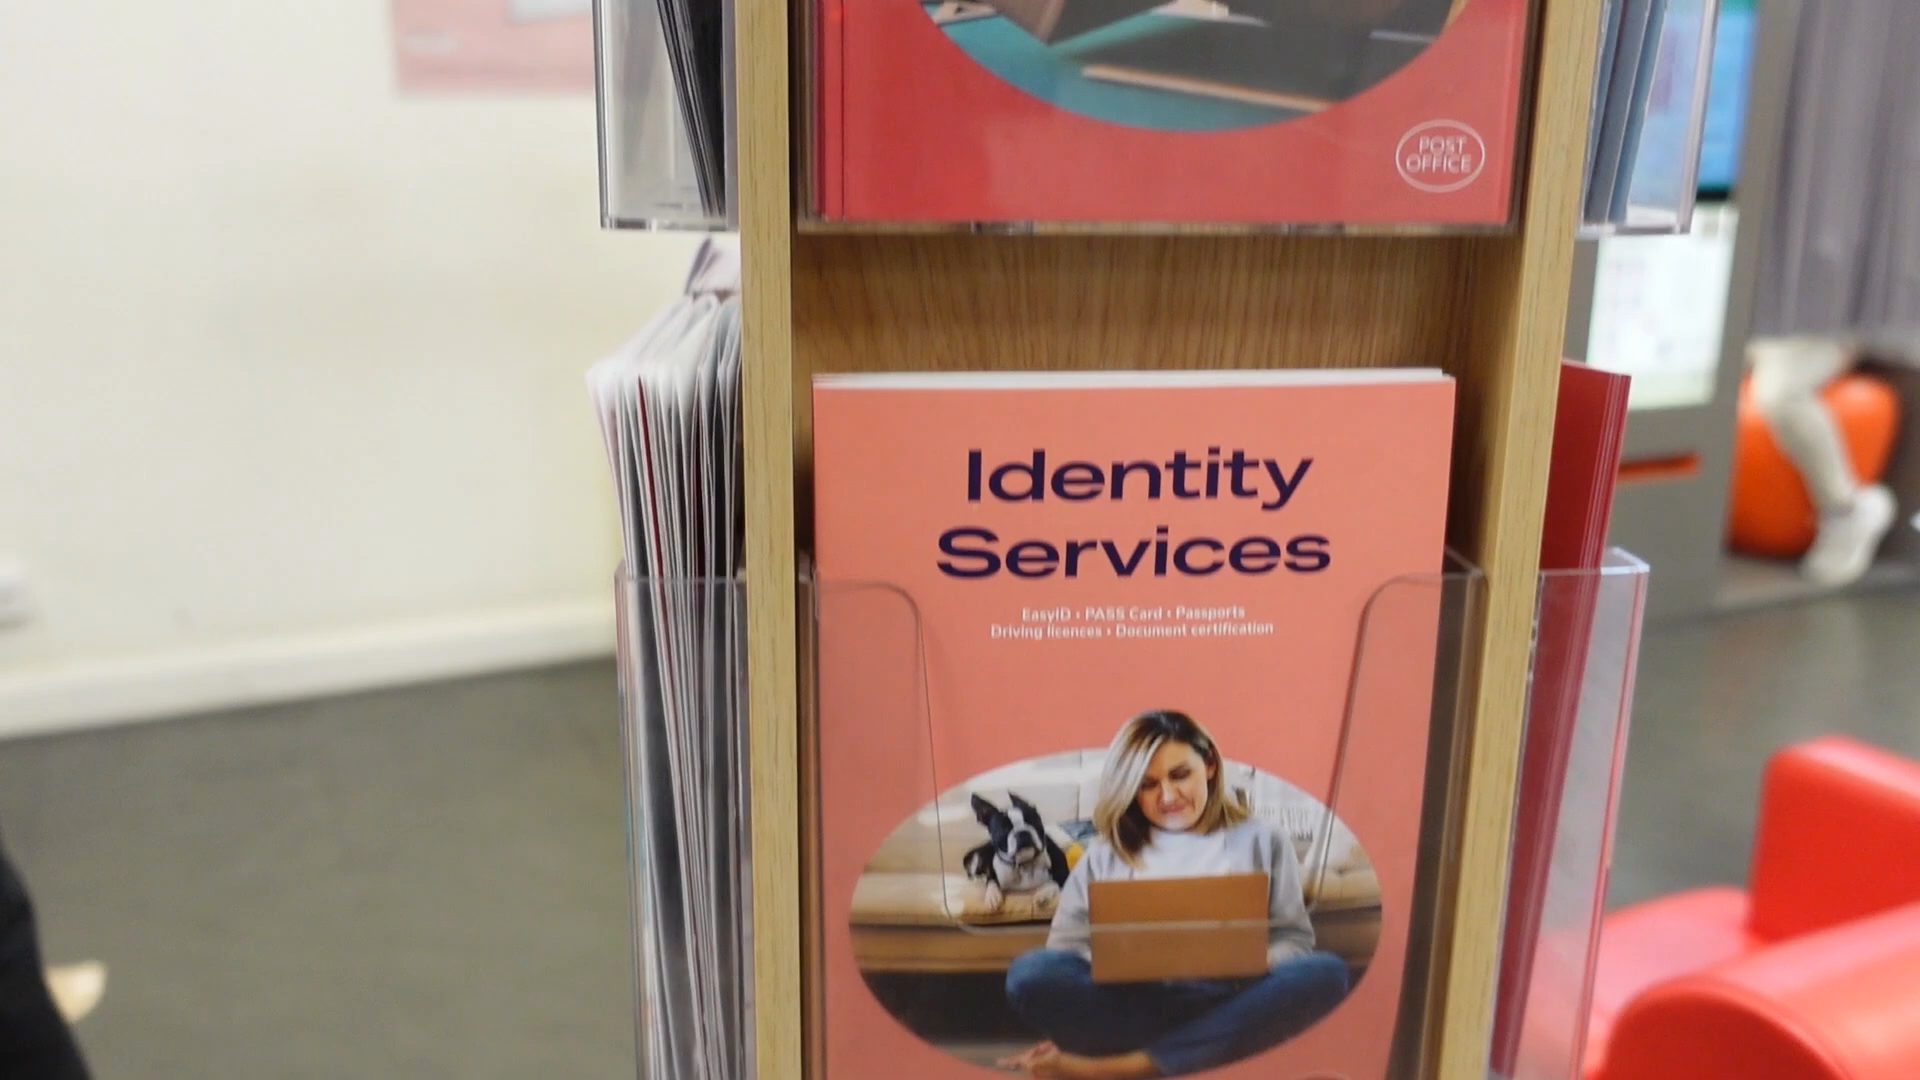 POST
OFFICE
Identity
Services
EasyID • PASS Card • Passports
Driving licences • Document certification